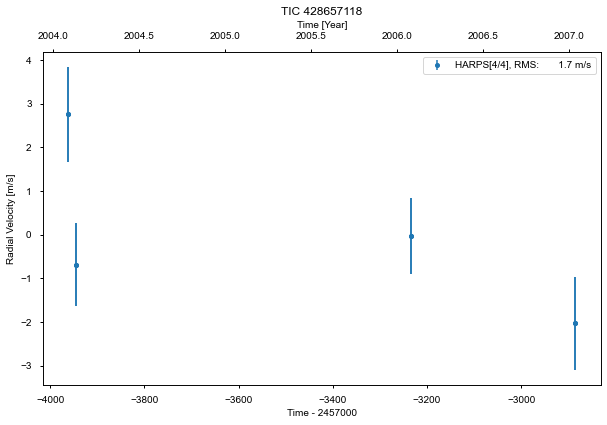 TIC 428657118
Time [Year]
2004.0 2004.5 2005.0 2005.5 2006.0 2006.5 2007.0
HARPS[4/4], RMS: 1.7 m/s
Radial Velocity [m/s]
4
3
2
1
0
−1
−2
−3
−4000 −3800 −3600 −3400 −3200 −3000
Time - 2457000